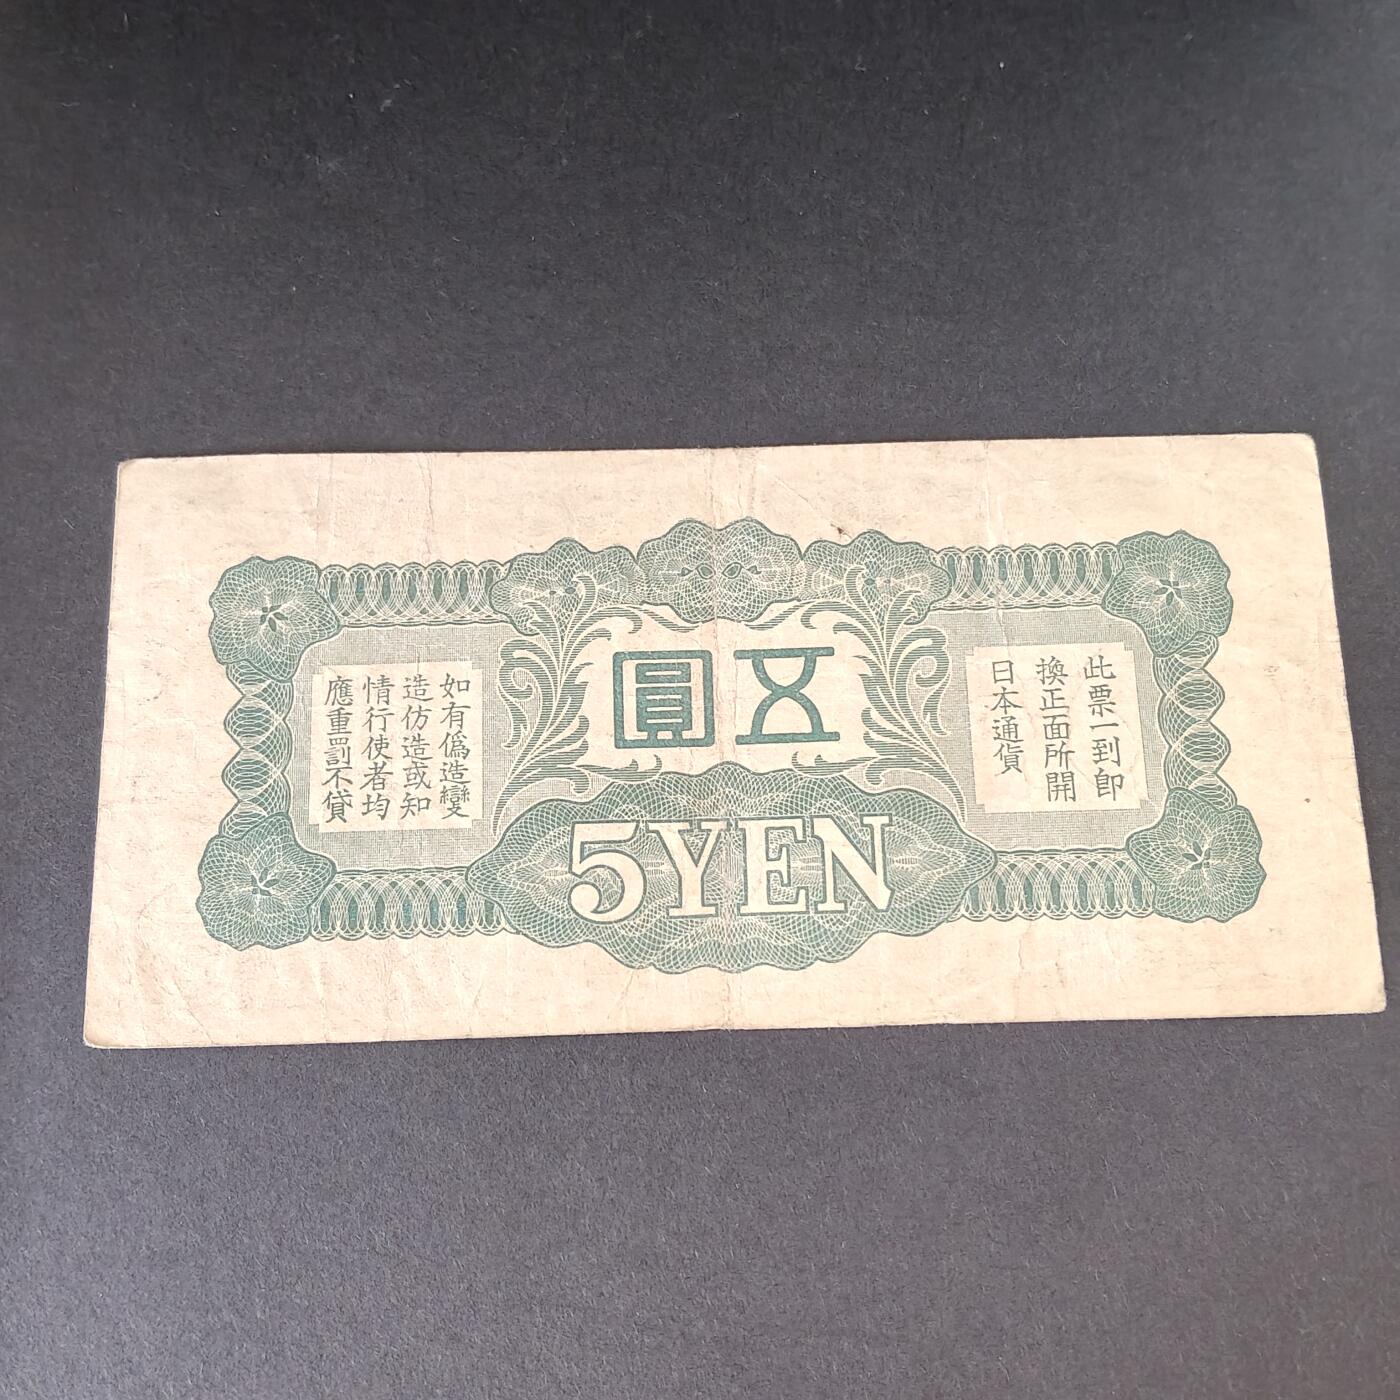 此票一到即
換正面所開
日本通貨
五圓
5YEN
如有僞造變
造仿造或知
情行使者均
應重罰不貸